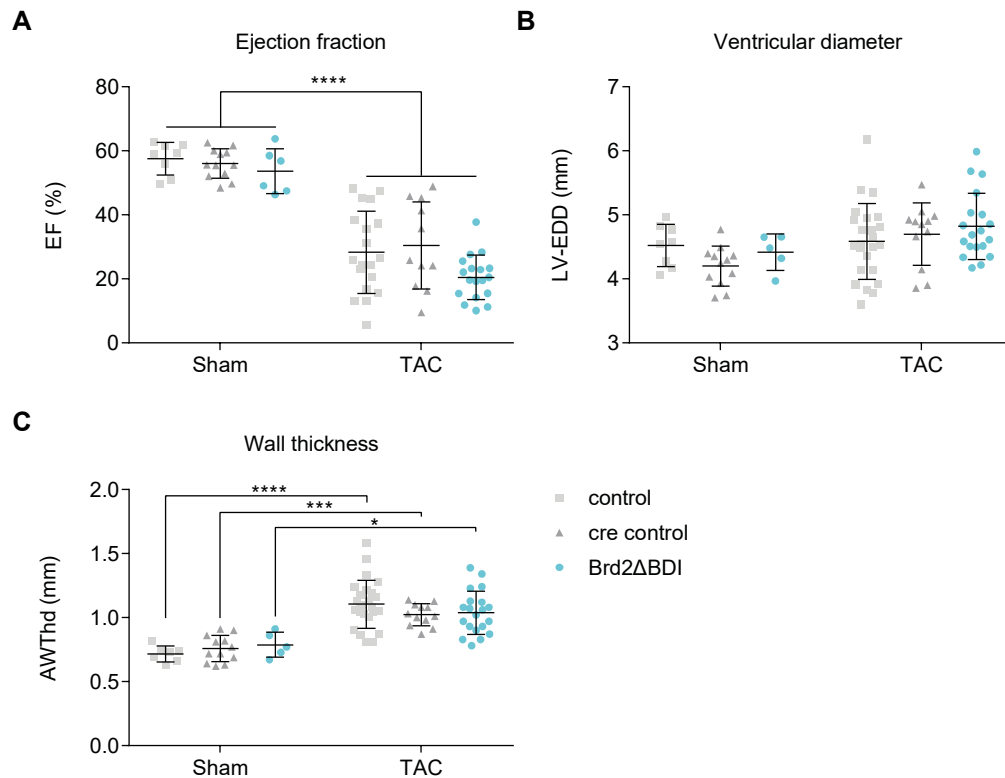 A
Ejection fraction
EF (%)
80
60
40
20
0
****
Sham
TAC
B
Ventricular diameter
LV-EDD (mm)
7
6
5
4
3
Sham
TAC
C
Wall thickness
AWThd (mm)
2.0
1.5
1.0
0.5
0.0
****
***
*
Sham
TAC
control
cre control
Brd2ΔBDI